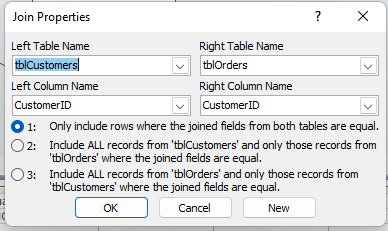 Join Properties
Left Table Name
Right Table Name
tblCustomers
tblOrders
Left Column Name
Right Column Name
CustomerID
CustomerID
1: Only include rows where the joined fields from both tables are equal.
2: Include ALL records from 'tblCustomers' and only those records from
'tblOrders' where the joined fields are equal.
3: Include ALL records from 'tblOrders' and only those records from
'tblCustomers' where the joined fields are equal.
OK
Cancel
New